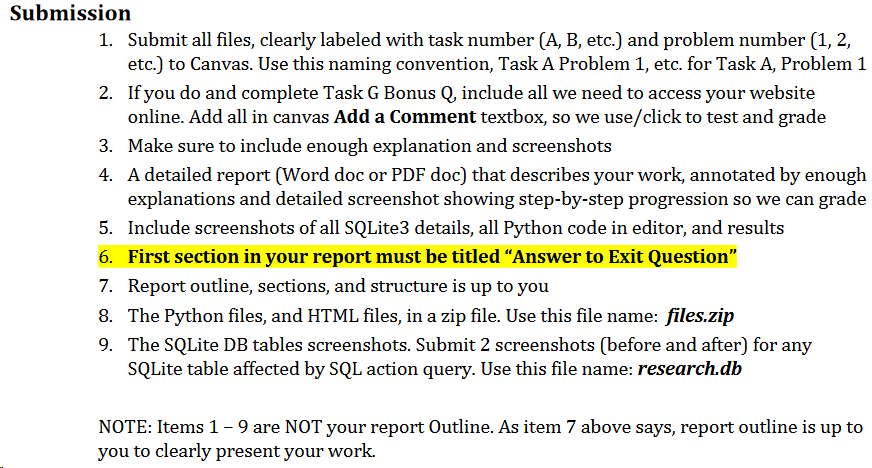 Submission
1. Submit all files, clearly labeled with task number (A, B, etc.) and problem number (1, 2,
etc.) to Canvas. Use this naming convention, Task A Problem 1, etc. for Task A, Problem 1
2. If you do and complete Task G Bonus Q, include all we need to access your website
online. Add all in canvas Add a Comment textbox, so we use/click to test and grade
3. Make sure to include enough explanation and screenshots
4. A detailed report (Word doc or PDF doc) that describes your work, annotated by enough
explanations and detailed screenshot showing step-by-step progression so we can grade
5. Include screenshots of all SQLite3 details, all Python code in editor, and results
6. First section in your report must be titled “Answer to Exit Question”
7. Report outline, sections, and structure is up to you
8. The Python files, and HTML files, in a zip file. Use this file name: files.zip
9. The SQLite DB tables screenshots. Submit 2 screenshots (before and after) for any
SQLite table affected by SQL action query. Use this file name: research.db
NOTE: Items 1 – 9 are NOT your report Outline. As item 7 above says, report outline is up to
you to clearly present your work.